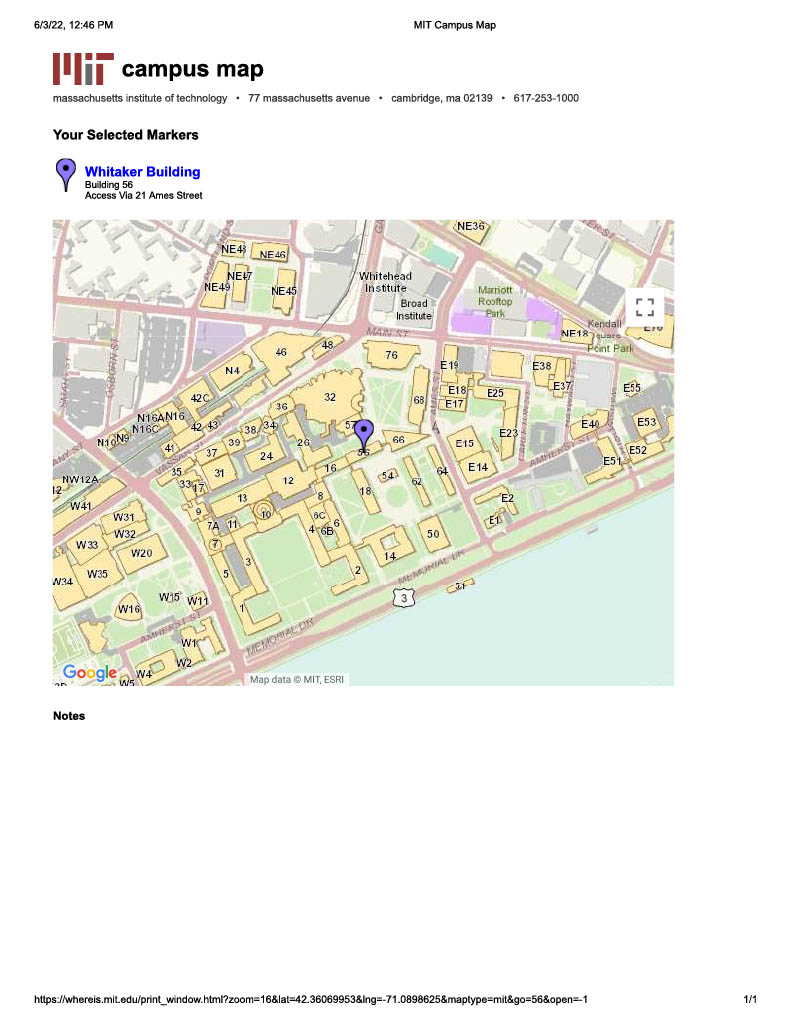 6/3/22, 12:46 PM MIT Campus Map
MIT campus map
massachusetts institute of technology • 77 massachusetts avenue • cambridge, ma 02139 • 617-253-1000
Your Selected Markers
Whitaker Building
Building 56
Access Via 21 Ames Street
NE36
NE48
NE46
NE47
NE49
NE45
Whitehead
Institute
Broad
Institute
Marriott
Rooftop
Park
Kendall
Square
NE18
Point Park
MAIN ST
46
48
76
N4
E19
E38
E37
E18
E25
E17
E55
42C
32
68
36
N16A
N16
N16C
42
43
38
34
57
N10
N9
39
26
66
E23
E40
E53
41
37
24
56
E15
E52
E51
AMHERST ST
35
31
16
64
E14
NW12A
33
17
12
54
62
12
W41
13
8
18
E2
9
10
6C
W31
7A
11
4
6
6B
E1
W32
7
50
W33
W20
3
14
W35
5
2
MEMORIAL DR
W34
51
W15
W11
3
W16
1
AMHERST ST
W1
MEMORIAL DR
W2
W4
W5
Google
Map data © MIT, ESRI
Notes
https://whereis.mit.edu/print_window.html?zoom=16&lat=42.36069953&lng=-71.0898625&maptype=mit&go=56&open=-1 1/1